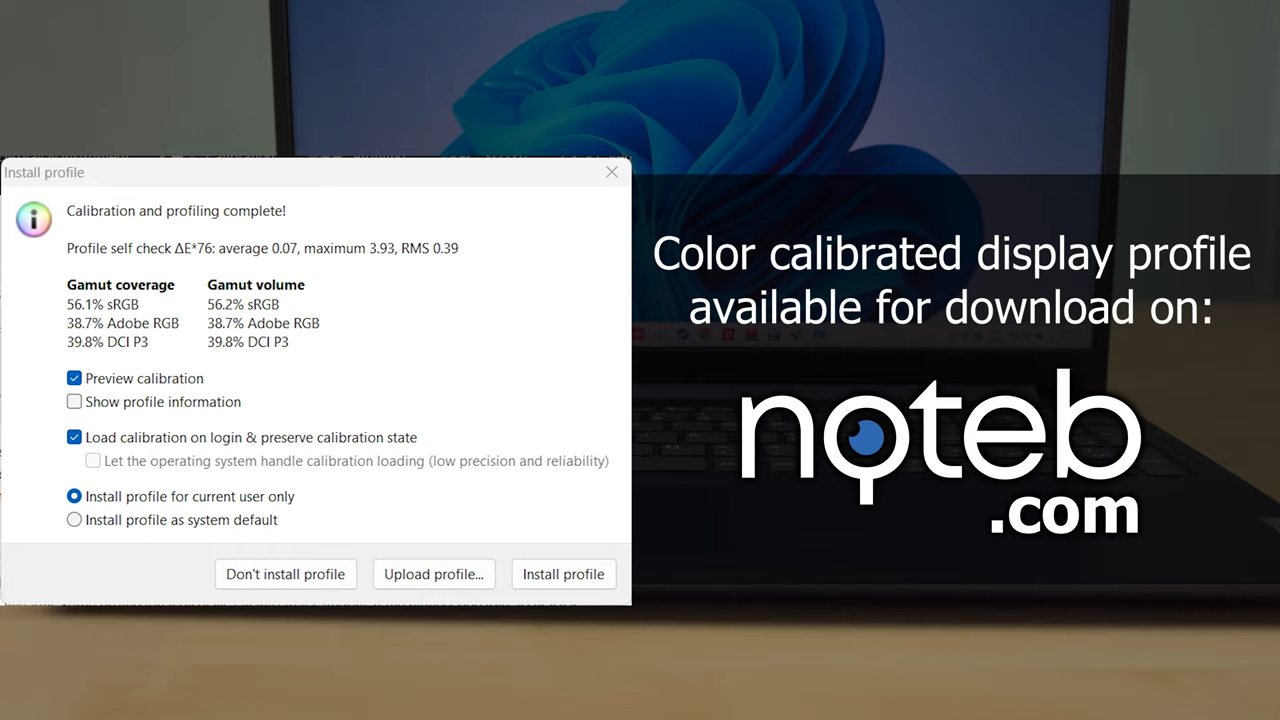 Install profile
Calibration and profiling complete!
Profile self check ΔE*76: average 0.07, maximum 3.93, RMS 0.39
Gamut coverage Gamut volume
56.1% sRGB 56.2% sRGB
38.7% Adobe RGB 38.7% Adobe RGB
39.8% DCI P3 39.8% DCI P3
Preview calibration
Show profile information
Load calibration on login & preserve calibration state
Let the operating system handle calibration loading (low precision and reliability)
Install profile for current user only
Install profile as system default
Don't install profile Upload profile... Install profile
Color calibrated display profile
available for download on:
noteb
.com